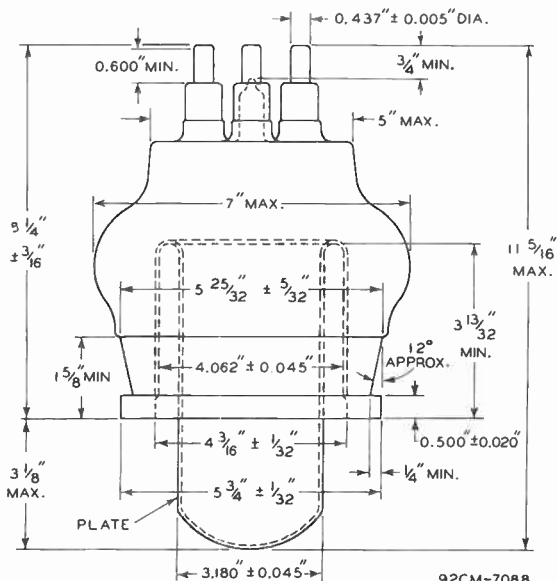 0.437" ± 0.005" DIA.
0.600" MIN.
3/4"
MIN.
5" MAX.
7" MAX.
8 1/4"
± 3/16"
11 5/16"
MAX.
5 25/32" ± 5/32"
3 13/32"
MIN.
12°
APPROX.
1 5/8" MIN
4.062" ± 0.045"
4 3/16" ± 1/32"
0.500" ± 0.020"
3 1/8"
MAX.
1/4" MIN.
5 3/4" ± 1/32"
PLATE
3.180" ± 0.045"
92CM-7088